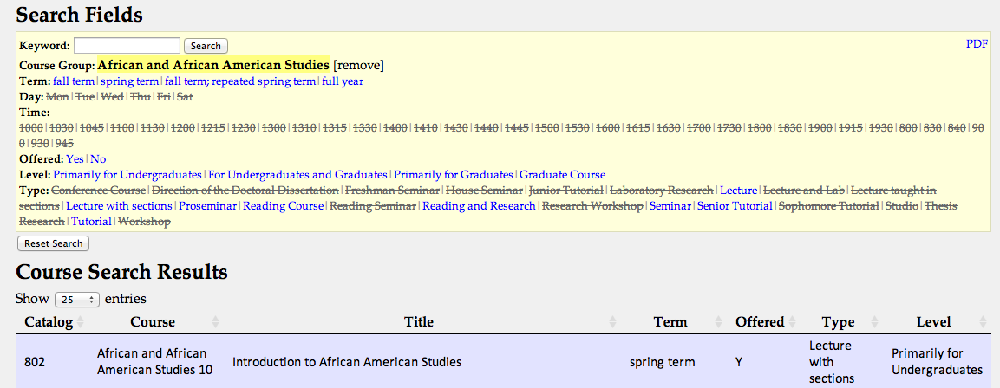 Search Fields
Keyword: Search PDF
Course Group: African and African American Studies [remove]
Term: fall term | spring term | fall term; repeated spring term | full year
Day: Mon | Tue | Wed | Thu | Fri | Sat
Time:
1000 | 1030 | 1045 | 1100 | 1130 | 1200 | 1215 | 1230 | 1300 | 1310 | 1315 | 1330 | 1400 | 1410 | 1430 | 1440 | 1445 | 1500 | 1530 | 1600 | 1615 | 1630 | 1700 | 1730 | 1800 | 1830 | 1900 | 1915 | 1930 | 800 | 830 | 840 | 90
0 | 930 | 945
Offered: Yes | No
Level: Primarily for Undergraduates | For Undergraduates and Graduates | Primarily for Graduates | Graduate Course
Type: Conference Course | Direction of the Doctoral Dissertation | Freshman Seminar | House Seminar | Junior Tutorial | Laboratory Research | Lecture | Lecture and Lab | Lecture taught in
sections | Lecture with sections | Proseminar | Reading Course | Reading Seminar | Reading and Research | Research Workshop | Seminar | Senior Tutorial | Sophomore Tutorial | Studio | Thesis
Research | Tutorial | Workshop
Reset Search
Course Search Results
Show 25 entries
Catalog Course Title Term Offered Type Level
802 African and African American Studies 10 Introduction to African American Studies spring term Y Lecture with sections Primarily for Undergraduates